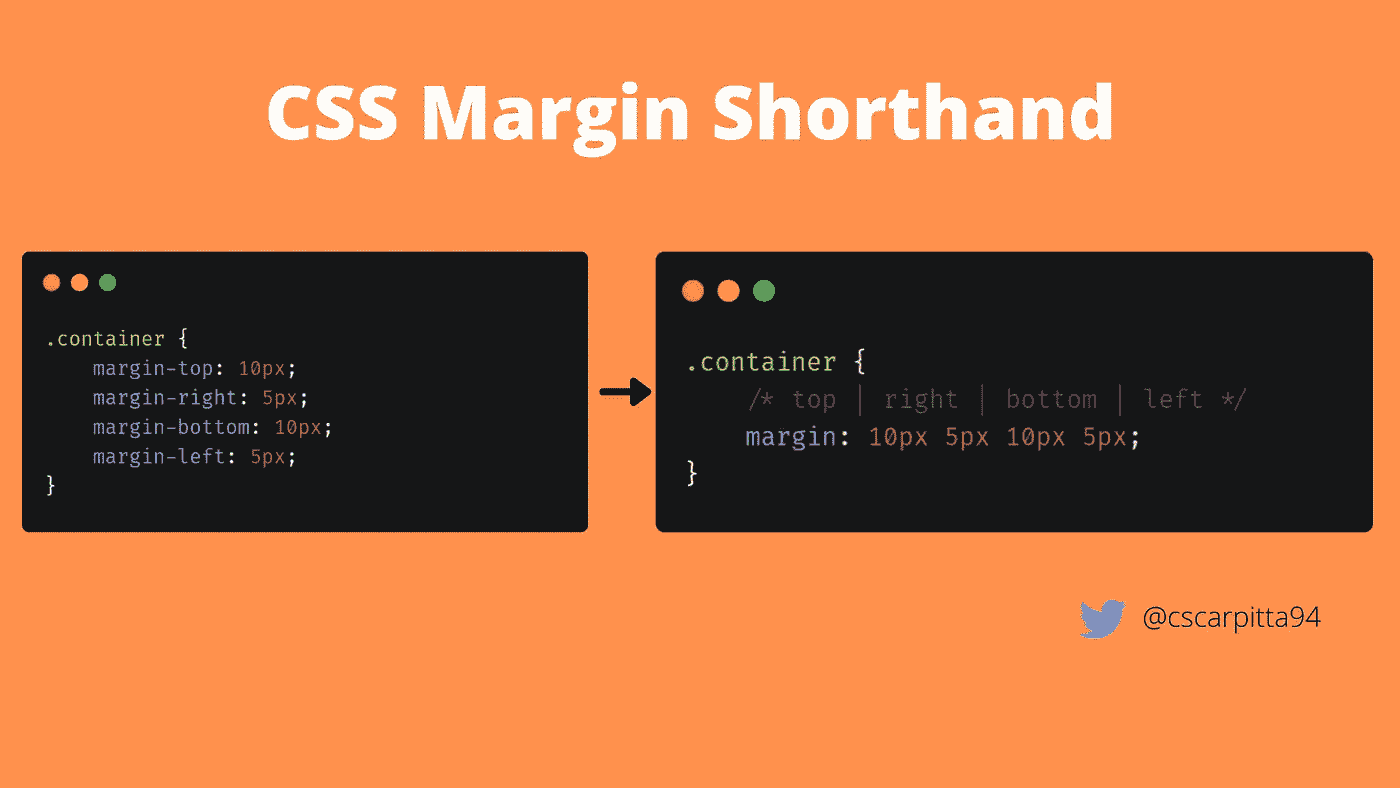 CSS Margin Shorthand
.container {
margin-top: 10px;
margin-right: 5px;
margin-bottom: 10px;
margin-left: 5px;
}
.container {
/* top | right | bottom | left */
margin: 10px 5px 10px 5px;
}
@cscarpitta94